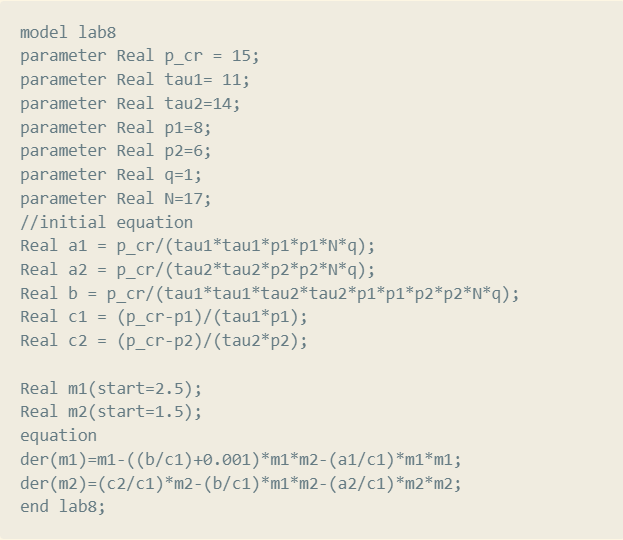 model lab8
parameter Real p_cr = 15;
parameter Real tau1= 11;
parameter Real tau2=14;
parameter Real p1=8;
parameter Real p2=6;
parameter Real q=1;
parameter Real N=17;
//initial equation
Real a1 = p_cr/(tau1*tau1*p1*p1*N*q);
Real a2 = p_cr/(tau2*tau2*p2*p2*N*q);
Real b = p_cr/(tau1*tau1*tau2*tau2*p1*p1*p2*p2*N*q);
Real c1 = (p_cr-p1)/(tau1*p1);
Real c2 = (p_cr-p2)/(tau2*p2);

Real m1(start=2.5);
Real m2(start=1.5);
equation
der(m1)=m1-((b/c1)+0.001)*m1*m2-(a1/c1)*m1*m1;
der(m2)=(c2/c1)*m2-(b/c1)*m1*m2-(a2/c1)*m2*m2;
end lab8;